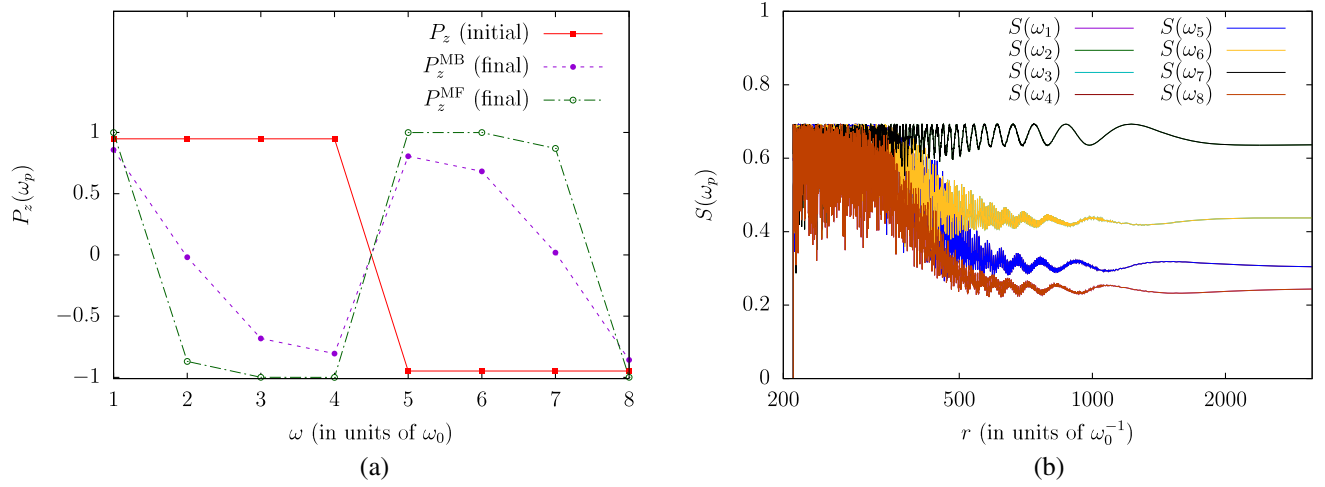 P_z (initial)
P_z^MB (final)
P_z^MF (final)
P_z(ω_p)
1
0.5
0
−0.5
−1
1 2 3 4 5 6 7 8
ω (in units of ω_0)
(a)
S(ω_1) S(ω_5)
S(ω_2) S(ω_6)
S(ω_3) S(ω_7)
S(ω_4) S(ω_8)
S(ω_p)
1
0.8
0.6
0.4
0.2
0
200 500 1000 2000
r (in units of ω_0^−1)
(b)